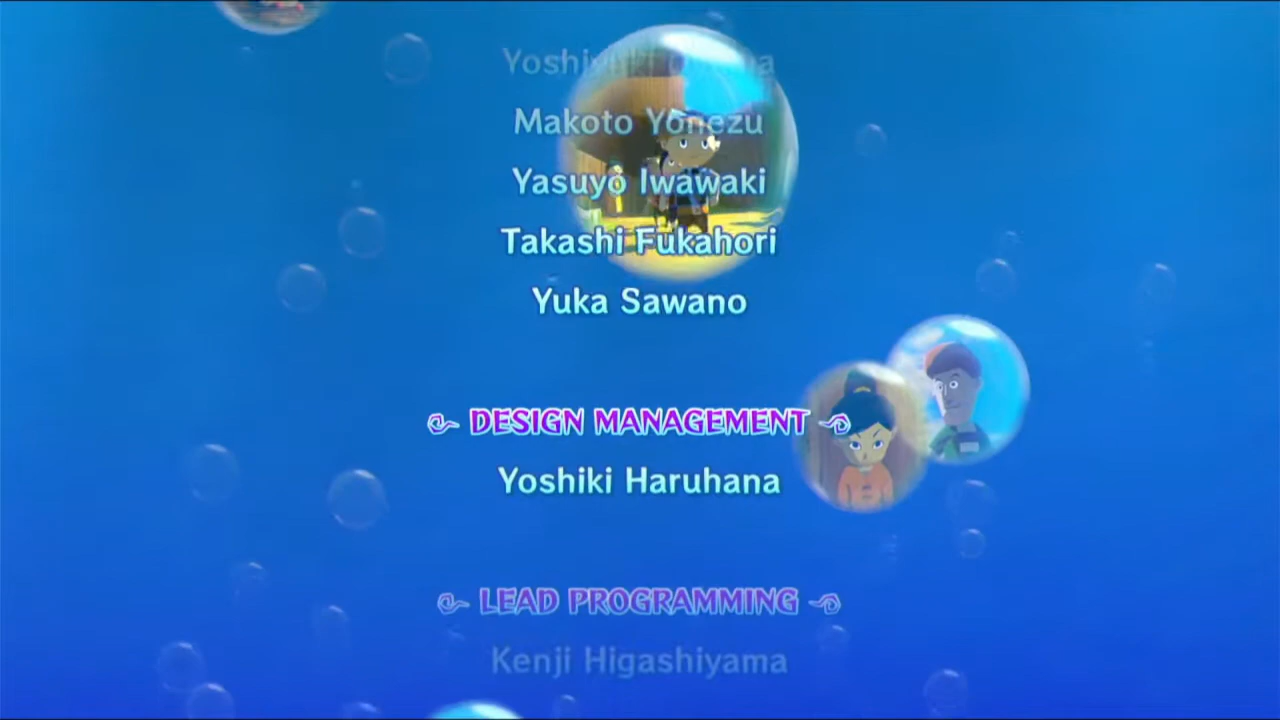 Makoto Yonezu
Yasuyo Iwawaki
Takashi Fukahori
Yuka Sawano
DESIGN MANAGEMENT
Yoshiki Haruhana
LEAD PROGRAMMING
Kenji Higashiyama